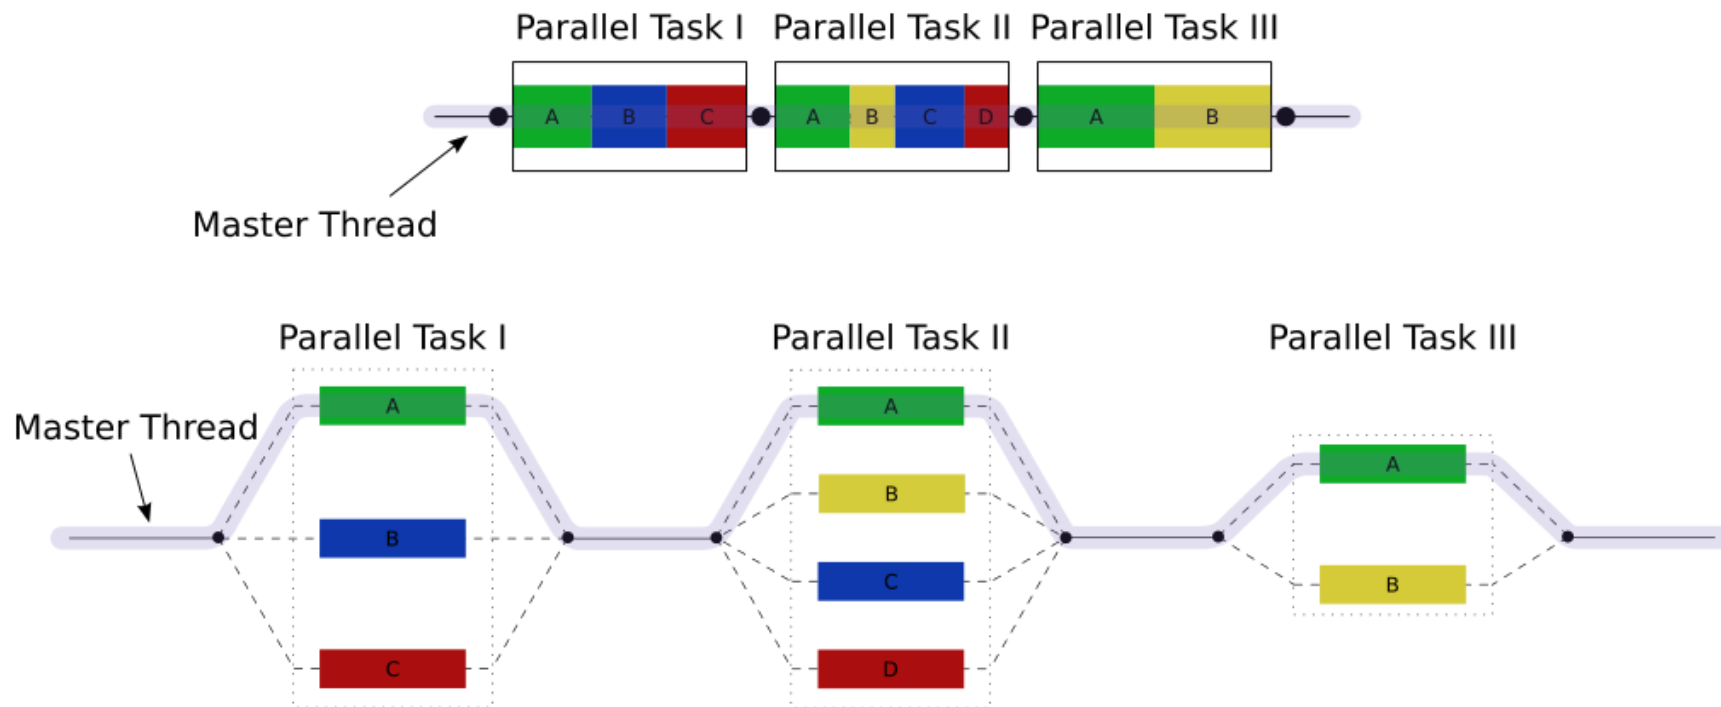 Parallel Task I Parallel Task II Parallel Task III
A B C A B C D A B
Master Thread
Parallel Task I Parallel Task II Parallel Task III
A A
Master Thread
A
B
B
C
B
C D